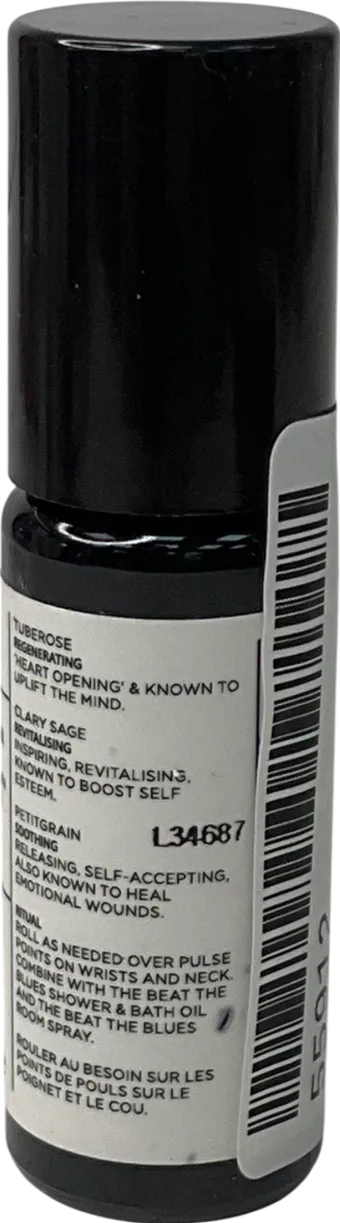 TUBEROSE
REGENERATING
'HEART OPENING' & KNOWN TO
UPLIFT THE MIND.
CLARY SAGE
REVITALISING
INSPIRING, REVITALISING,
KNOWN TO BOOST SELF
ESTEEM.
PETITGRAIN
SOOTHING
RELEASING, SELF-ACCEPTING,
ALSO KNOWN TO HEAL
EMOTIONAL WOUNDS.
L34687
RITUAL
ROLL AS NEEDED OVER PULSE
POINTS ON WRISTS AND NECK.
COMBINE WITH THE BEAT THE
BLUES SHOWER & BATH OIL
AND THE BEAT THE BLUES
ROOM SPRAY.
ROULER AU BESOIN SUR LES
POINTS DE POULS SUR LE
POIGNET ET LE COU.